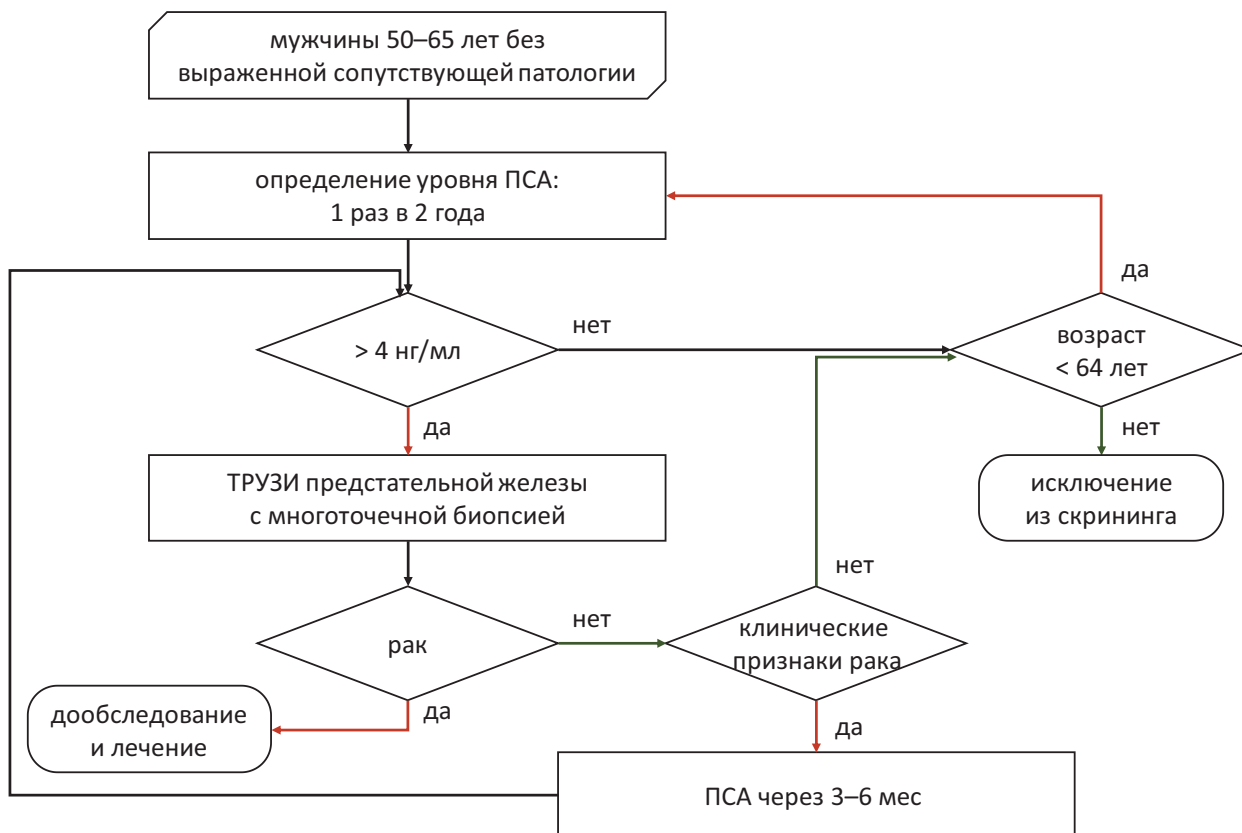 мужчины 50–65 лет без
выраженной сопутствующей патологии
определение уровня ПСА:
1 раз в 2 года
да
нет
> 4 нг/мл
возраст
< 64 лет
да
нет
ТРУЗИ предстательной железы
с многоточечной биопсией
исключение
из скрининга
нет
нет
рак
клинические
признаки рака
да
да
дообследование
и лечение
ПСА через 3–6 мес